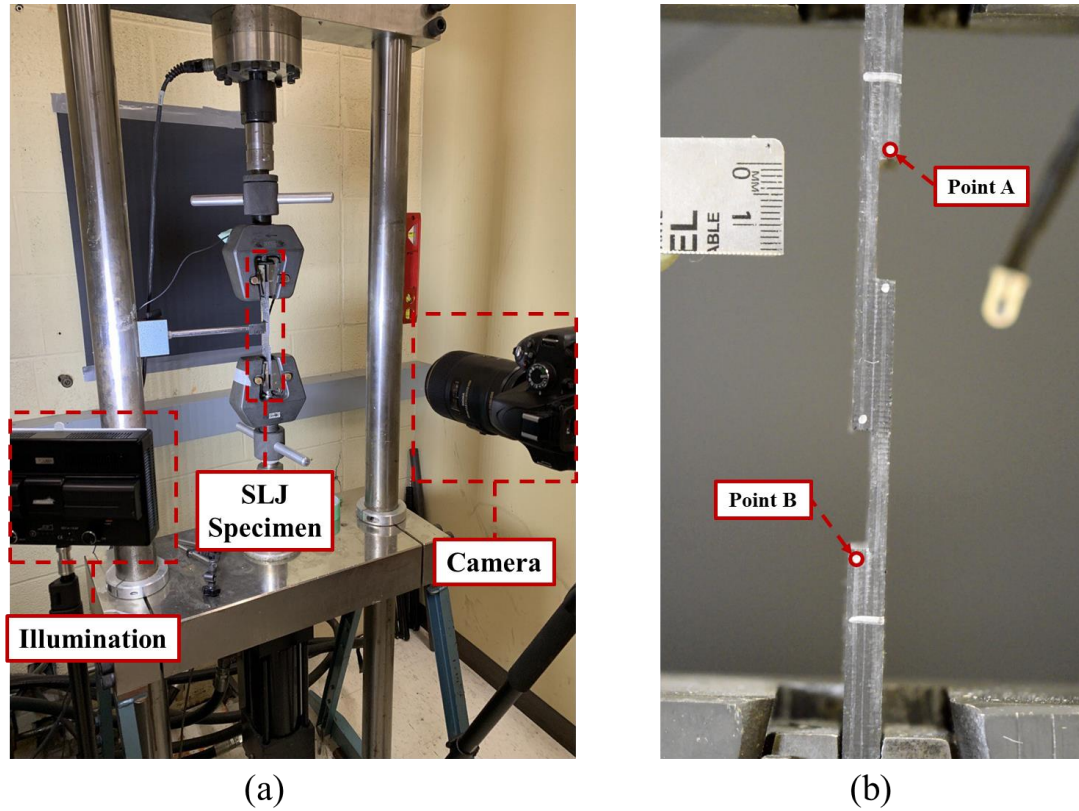 SLJ
Specimen
Camera
Illumination
(a)
0
MM
1
EL
ABLE
Point A
Point B
(b)